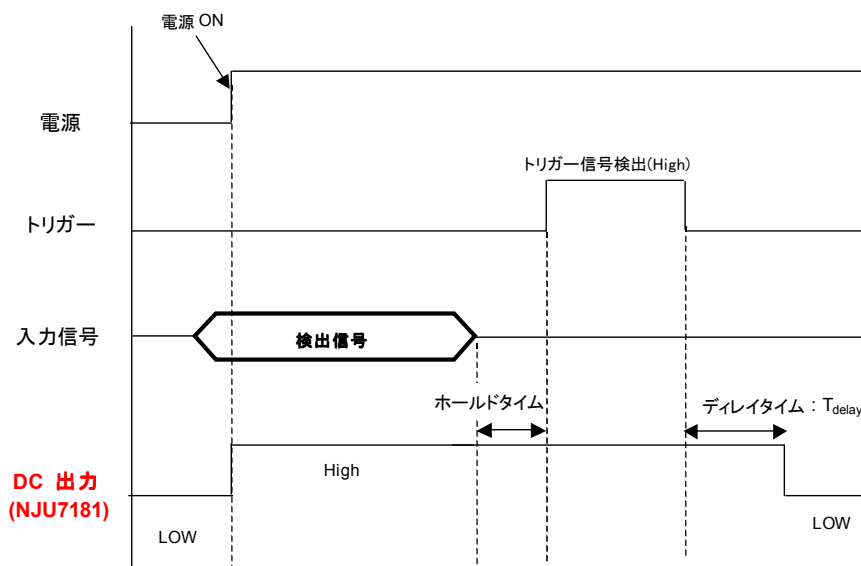 電源 ON
電源
トリガー信号検出(High)
トリガー
入力信号
検出信号
ホールドタイム
ディレイタイム : Tdelay
DC 出力
(NJU7181)
High
LOW
LOW